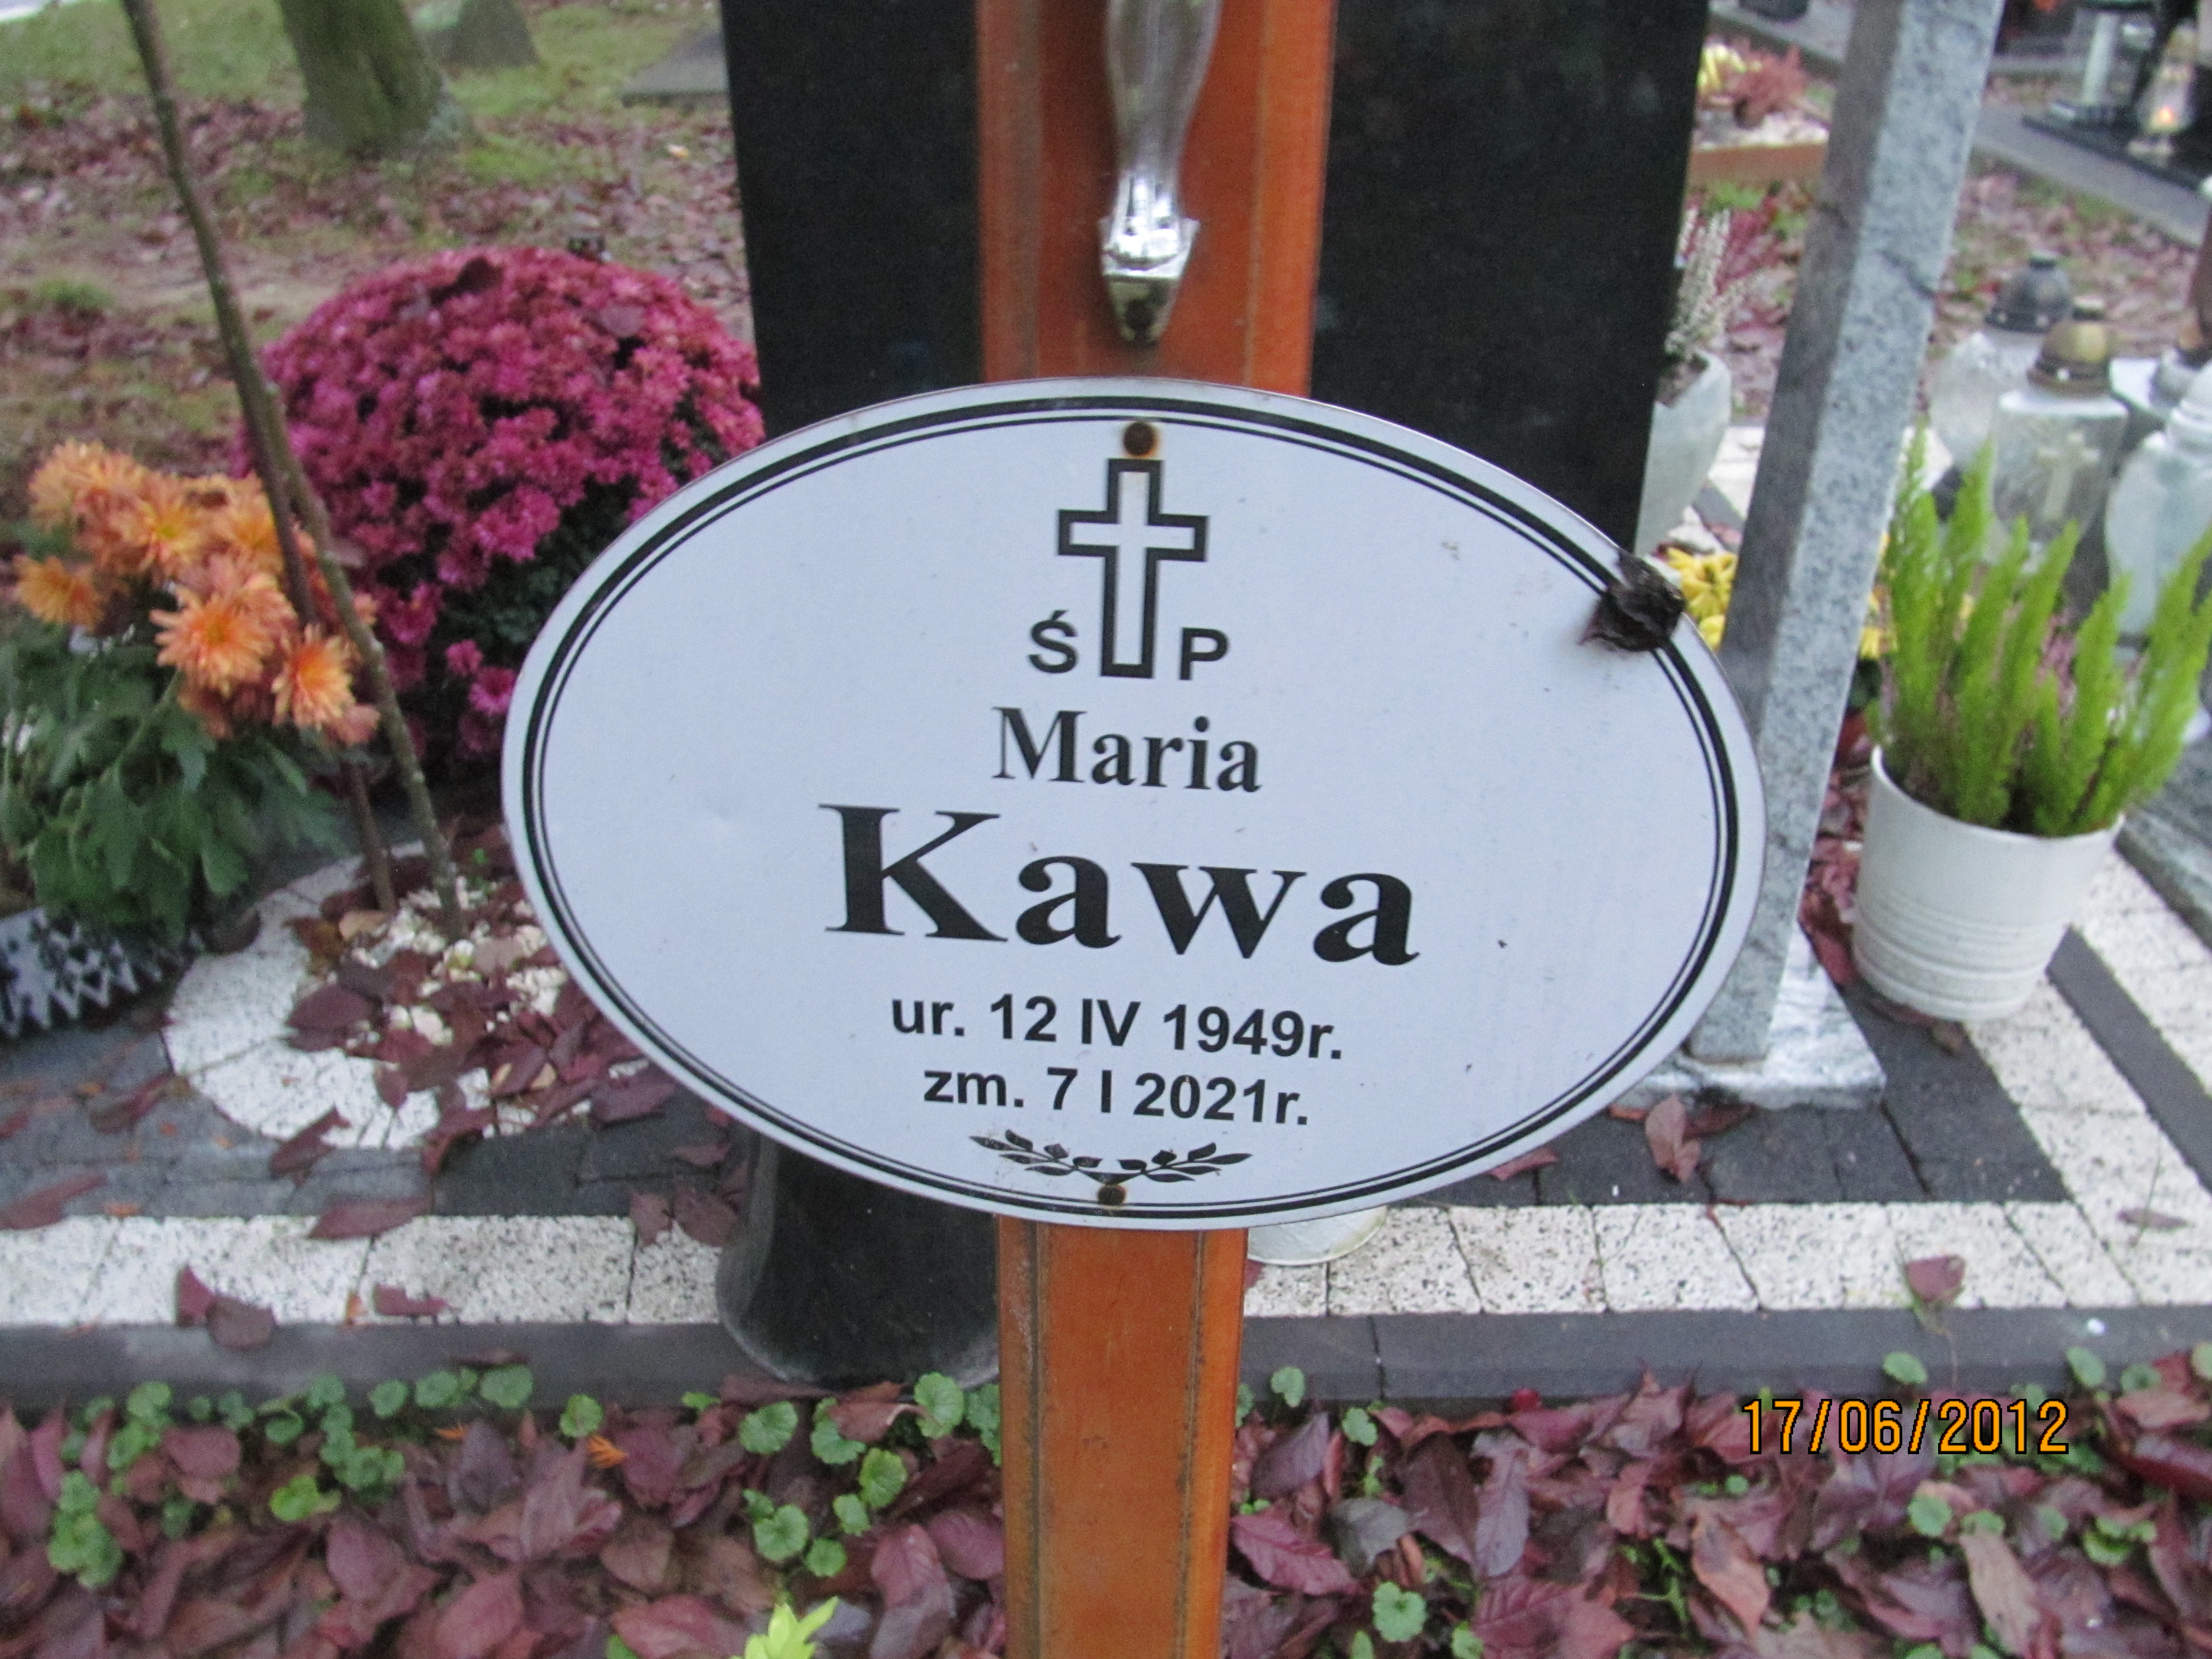 Ś P
Maria
Kawa
ur. 12 IV 1949r.
zm. 7 I 2021r.
17/06/2012